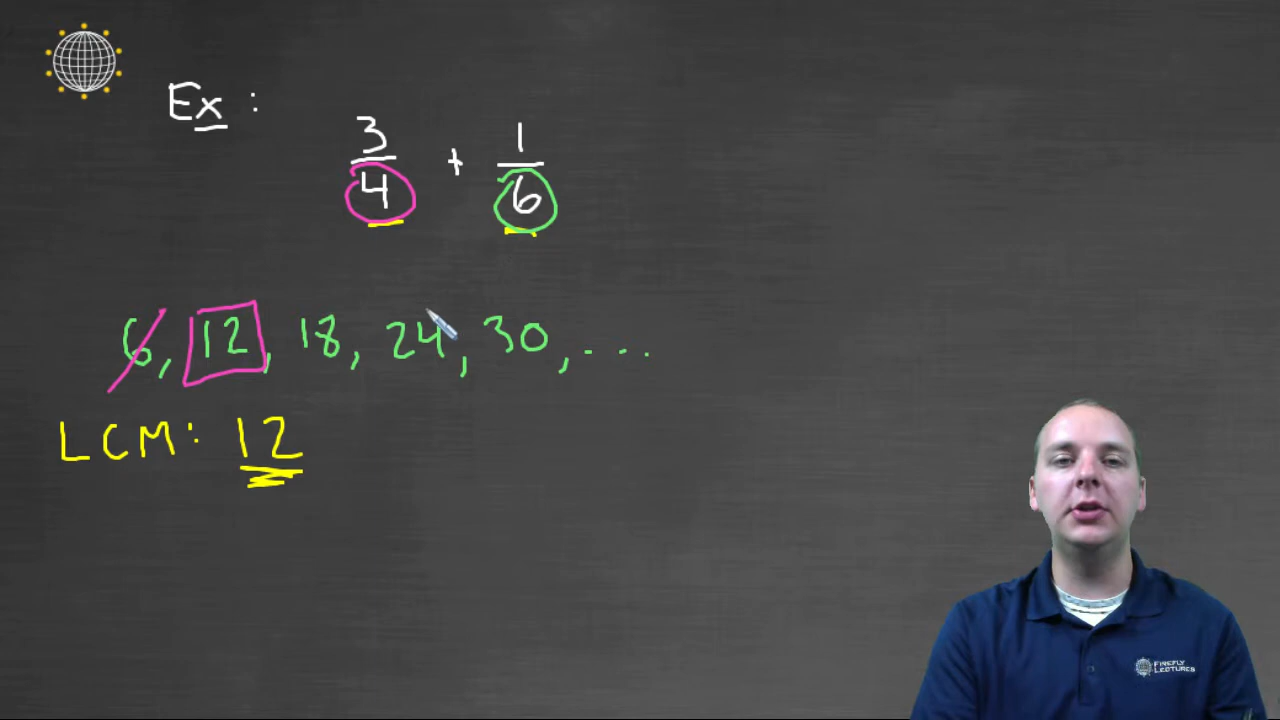 Ex :
3/4 + 1/6
6, 12, 18, 24, 30, . . .
LCM: 12
FIREFLY
LECTURES